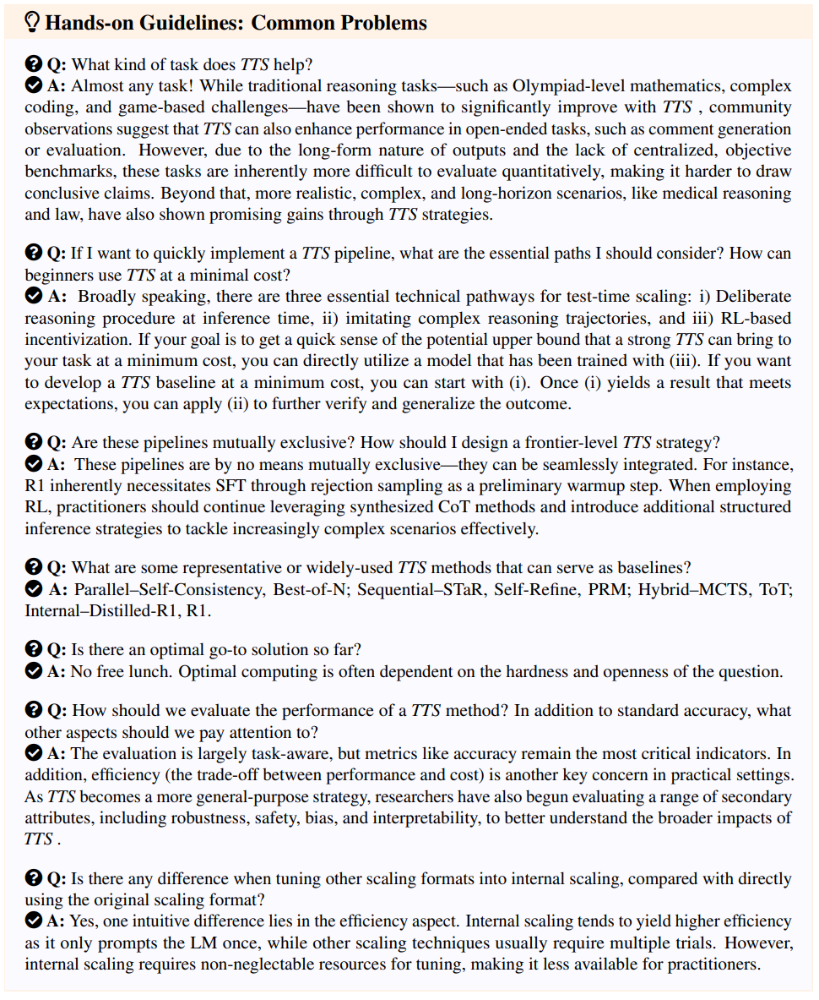 Hands-on Guidelines: Common Problems
Q: What kind of task does TTS help?
A: Almost any task! While traditional reasoning tasks—such as Olympiad-level mathematics, complex
coding, and game-based challenges—have been shown to significantly improve with TTS , community
observations suggest that TTS can also enhance performance in open-ended tasks, such as comment generation
or evaluation. However, due to the long-form nature of outputs and the lack of centralized, objective
benchmarks, these tasks are inherently more difficult to evaluate quantitatively, making it harder to draw
conclusive claims. Beyond that, more realistic, complex, and long-horizon scenarios, like medical reasoning
and law, have also shown promising gains through TTS strategies.
Q: If I want to quickly implement a TTS pipeline, what are the essential paths I should consider? How can
beginners use TTS at a minimal cost?
A: Broadly speaking, there are three essential technical pathways for test-time scaling: i) Deliberate
reasoning procedure at inference time, ii) imitating complex reasoning trajectories, and iii) RL-based
incentivization. If your goal is to get a quick sense of the potential upper bound that a strong TTS can bring to
your task at a minimum cost, you can directly utilize a model that has been trained with (iii). If you want
to develop a TTS baseline at a minimum cost, you can start with (i). Once (i) yields a result that meets
expectations, you can apply (ii) to further verify and generalize the outcome.
Q: Are these pipelines mutually exclusive? How should I design a frontier-level TTS strategy?
A: These pipelines are by no means mutually exclusive—they can be seamlessly integrated. For instance,
R1 inherently necessitates SFT through rejection sampling as a preliminary warmup step. When employing
RL, practitioners should continue leveraging synthesized CoT methods and introduce additional structured
inference strategies to tackle increasingly complex scenarios effectively.
Q: What are some representative or widely-used TTS methods that can serve as baselines?
A: Parallel–Self-Consistency, Best-of-N; Sequential–STaR, Self-Refine, PRM; Hybrid–MCTS, ToT;
Internal–Distilled-R1, R1.
Q: Is there an optimal go-to solution so far?
A: No free lunch. Optimal computing is often dependent on the hardness and openness of the question.
Q: How should we evaluate the performance of a TTS method? In addition to standard accuracy, what
other aspects should we pay attention to?
A: The evaluation is largely task-aware, but metrics like accuracy remain the most critical indicators. In
addition, efficiency (the trade-off between performance and cost) is another key concern in practical settings.
As TTS becomes a more general-purpose strategy, researchers have also begun evaluating a range of secondary
attributes, including robustness, safety, bias, and interpretability, to better understand the broader impacts of
TTS .
Q: Is there any difference when tuning other scaling formats into internal scaling, compared with directly
using the original scaling format?
A: Yes, one intuitive difference lies in the efficiency aspect. Internal scaling tends to yield higher efficiency
as it only prompts the LM once, while other scaling techniques usually require multiple trials. However,
internal scaling requires non-neglectable resources for tuning, making it less available for practitioners.